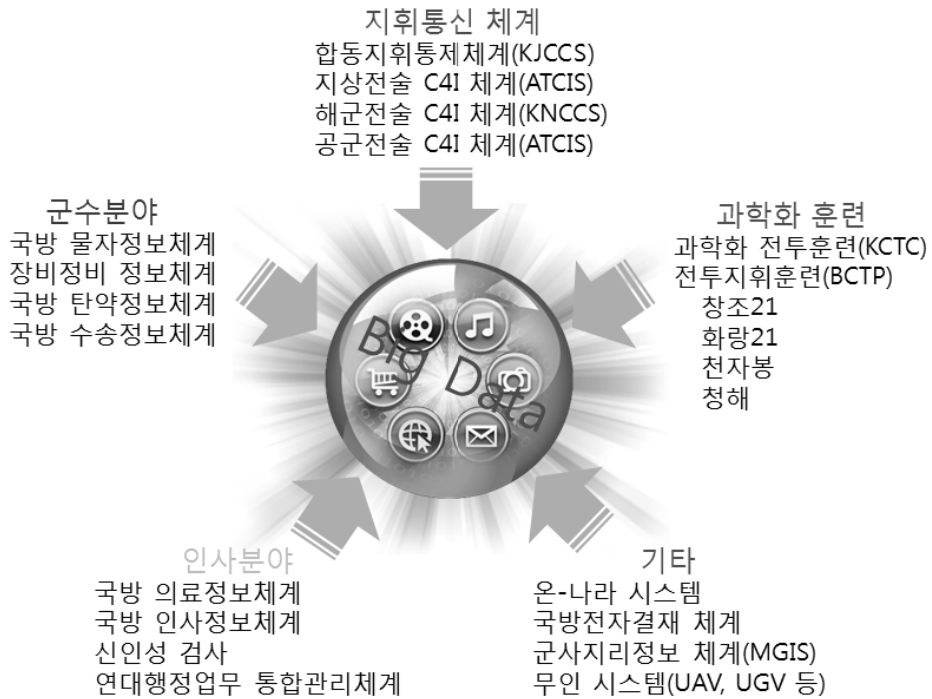 지휘통신 체계
합동지휘통제체계(KJCCS)
지상전술 C4I 체계(ATCIS)
해군전술 C4I 체계(KNCCS)
공군전술 C4I 체계(ATCIS)
군수분야
국방 물자정보체계
장비정비 정보체계
국방 탄약정보체계
국방 수송정보체계
과학화 훈련
과학화 전투훈련(KCTC)
전투지휘훈련(BCTP)
창조21
화랑21
천자봉
청해
Big Data
인사분야
국방 의료정보체계
국방 인사정보체계
신인성 검사
연대행정업무 통합관리체계
기타
온-나라 시스템
국방전자결재 체계
군사지리정보 체계(MGIS)
무인 시스템(UAV, UGV 등)